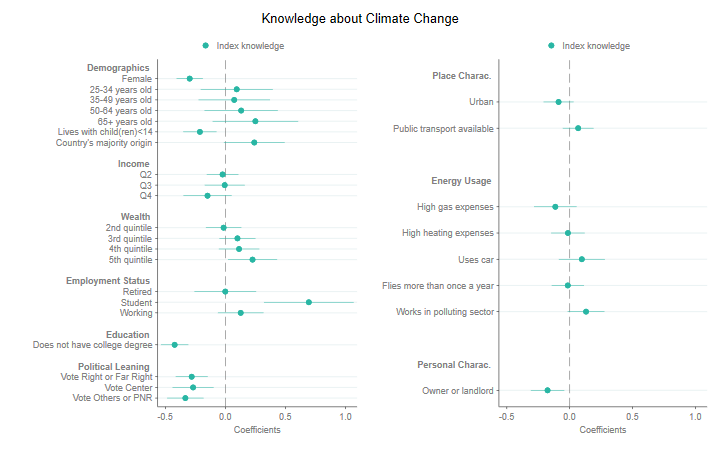 Knowledge about Climate Change
Index knowledge
Demographics
Female
25-34 years old
35-49 years old
50-64 years old
65+ years old
Lives with child(ren)<14
Country's majority origin
Income
Q2
Q3
Q4
Wealth
2nd quintile
3rd quintile
4th quintile
5th quintile
Employment Status
Retired
Student
Working
Education
Does not have college degree
Political Leaning
Vote Right or Far Right
Vote Center
Vote Others or PNR
-0.5 0.0 0.5 1.0
Coefficients
Index knowledge
Place Charac.
Urban
Public transport available
Energy Usage
High gas expenses
High heating expenses
Uses car
Flies more than once a year
Works in polluting sector
Personal Charac.
Owner or landlord
-0.5 0.0 0.5 1.0
Coefficients